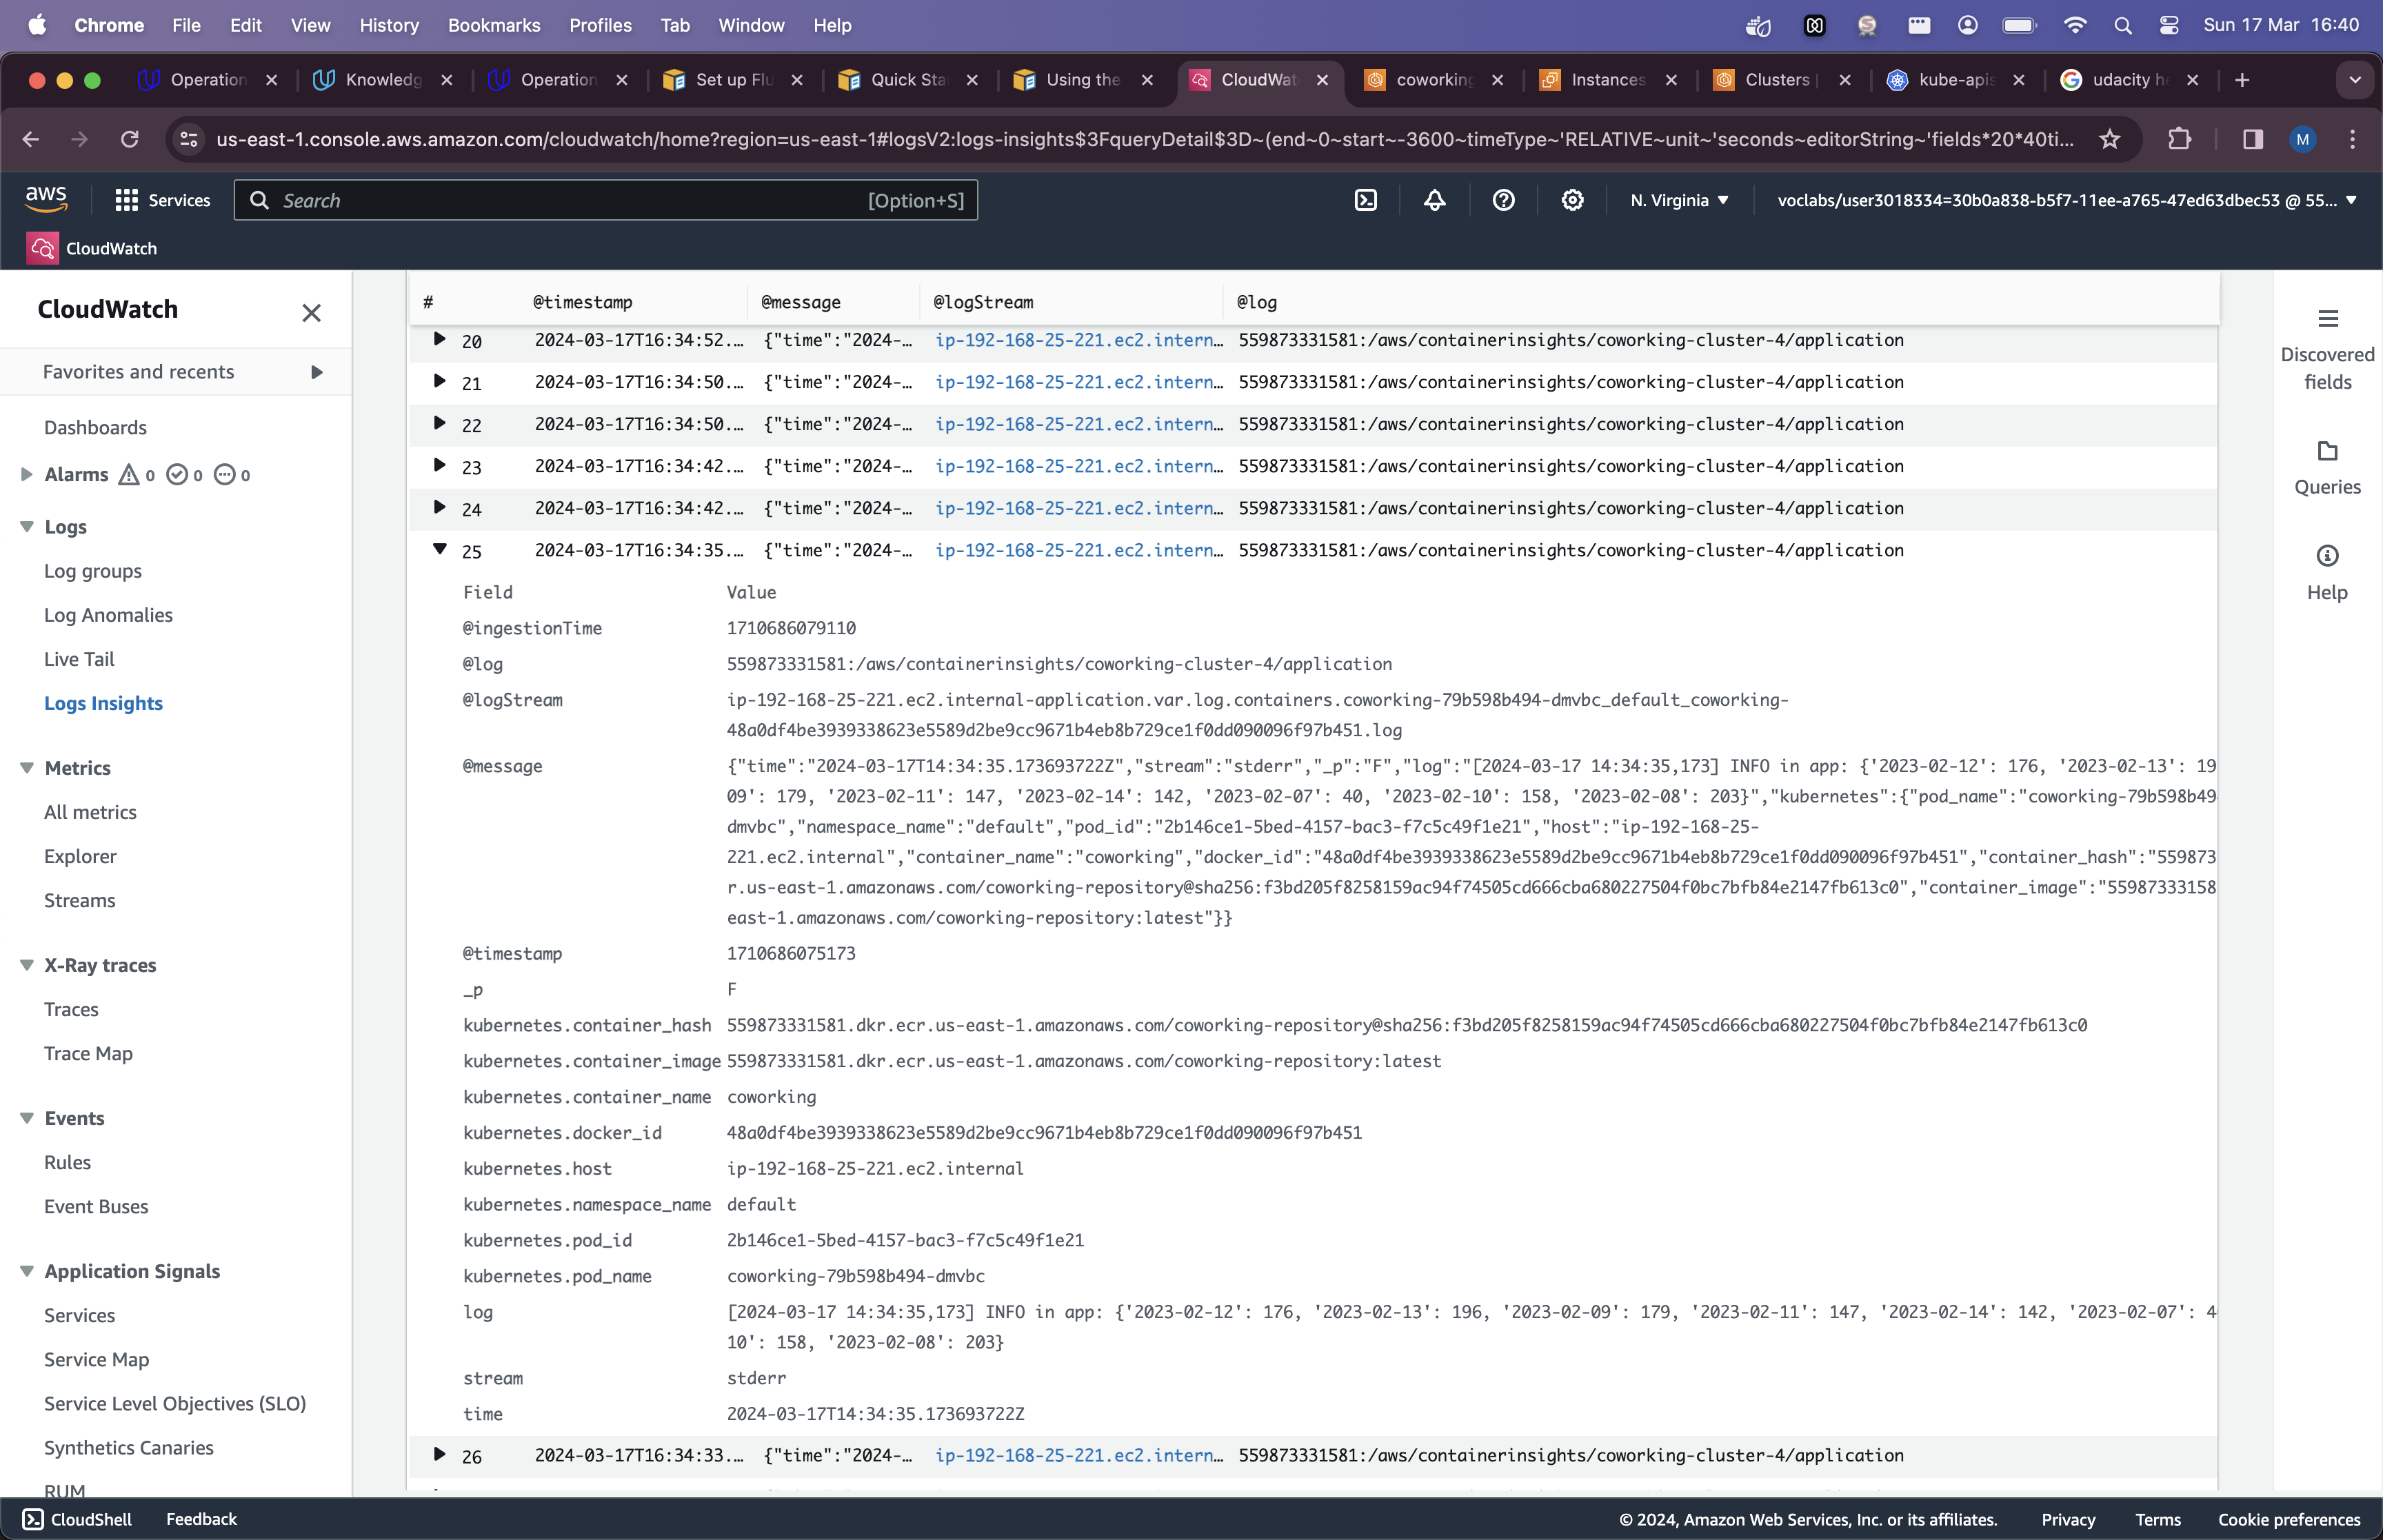 Chrome File Edit View History Bookmarks Profiles Tab Window Help Sun 17 Mar 16:40
Operation Knowledg Operation Set up Flu Quick Sta Using the CloudWat coworking Instances Clusters | kube-apis udacity he
us-east-1.console.aws.amazon.com/cloudwatch/home?region=us-east-1#logsV2:logs-insights$3FqueryDetail$3D~(end~0~start~-3600~timeType~'RELATIVE~unit~'seconds~editorString~'fields*20*40ti... M
aws Services Search [Option+S] N. Virginia voclabs/user3018334=30b0a838-b5f7-11ee-a765-47ed63dbec53 @ 55...
CloudWatch
CloudWatch
Favorites and recents
Dashboards
Alarms 0 0 0
Logs
Log groups
Log Anomalies
Live Tail
Logs Insights
Metrics
All metrics
Explorer
Streams
X-Ray traces
Traces
Trace Map
Events
Rules
Event Buses
Application Signals
Services
Service Map
Service Level Objectives (SLO)
Synthetics Canaries
RUM
# @timestamp @message @logStream @log
20 2024-03-17T16:34:52.… {"time":"2024-… ip-192-168-25-221.ec2.intern… 559873331581:/aws/containerinsights/coworking-cluster-4/application
21 2024-03-17T16:34:50.… {"time":"2024-… ip-192-168-25-221.ec2.intern… 559873331581:/aws/containerinsights/coworking-cluster-4/application
22 2024-03-17T16:34:50.… {"time":"2024-… ip-192-168-25-221.ec2.intern… 559873331581:/aws/containerinsights/coworking-cluster-4/application
23 2024-03-17T16:34:42.… {"time":"2024-… ip-192-168-25-221.ec2.intern… 559873331581:/aws/containerinsights/coworking-cluster-4/application
24 2024-03-17T16:34:42.… {"time":"2024-… ip-192-168-25-221.ec2.intern… 559873331581:/aws/containerinsights/coworking-cluster-4/application
25 2024-03-17T16:34:35.… {"time":"2024-… ip-192-168-25-221.ec2.intern… 559873331581:/aws/containerinsights/coworking-cluster-4/application
Field Value
@ingestionTime 1710686079110
@log 559873331581:/aws/containerinsights/coworking-cluster-4/application
@logStream ip-192-168-25-221.ec2.internal-application.var.log.containers.coworking-79b598b494-dmvbc_default_coworking-
48a0df4be3939338623e5589d2be9cc9671b4eb8b729ce1f0dd090096f97b451.log
@message {"time":"2024-03-17T14:34:35.173693722Z","stream":"stderr","_p":"F","log":"[2024-03-17 14:34:35,173] INFO in app: {'2023-02-12': 176, '2023-02-13': 19
09': 179, '2023-02-11': 147, '2023-02-14': 142, '2023-02-07': 40, '2023-02-10': 158, '2023-02-08': 203}","kubernetes":{"pod_name":"coworking-79b598b49
dmvbc","namespace_name":"default","pod_id":"2b146ce1-5bed-4157-bac3-f7c5c49f1e21","host":"ip-192-168-25-
221.ec2.internal","container_name":"coworking","docker_id":"48a0df4be3939338623e5589d2be9cc9671b4eb8b729ce1f0dd090096f97b451","container_hash":"559873
r.us-east-1.amazonaws.com/coworking-repository@sha256:f3bd205f8258159ac94f74505cd666cba680227504f0bc7bfb84e2147fb613c0","container_image":"55987333158
east-1.amazonaws.com/coworking-repository:latest"}}
@timestamp 1710686075173
_p F
kubernetes.container_hash 559873331581.dkr.ecr.us-east-1.amazonaws.com/coworking-repository@sha256:f3bd205f8258159ac94f74505cd666cba680227504f0bc7bfb84e2147fb613c0
kubernetes.container_image 559873331581.dkr.ecr.us-east-1.amazonaws.com/coworking-repository:latest
kubernetes.container_name coworking
kubernetes.docker_id 48a0df4be3939338623e5589d2be9cc9671b4eb8b729ce1f0dd090096f97b451
kubernetes.host ip-192-168-25-221.ec2.internal
kubernetes.namespace_name default
kubernetes.pod_id 2b146ce1-5bed-4157-bac3-f7c5c49f1e21
kubernetes.pod_name coworking-79b598b494-dmvbc
log [2024-03-17 14:34:35,173] INFO in app: {'2023-02-12': 176, '2023-02-13': 196, '2023-02-09': 179, '2023-02-11': 147, '2023-02-14': 142, '2023-02-07': 4
10': 158, '2023-02-08': 203}
stream stderr
time 2024-03-17T14:34:35.173693722Z
26 2024-03-17T16:34:33.… {"time":"2024-… ip-192-168-25-221.ec2.intern… 559873331581:/aws/containerinsights/coworking-cluster-4/application
Discovered
fields
Queries
Help
CloudShell Feedback © 2024, Amazon Web Services, Inc. or its affiliates. Privacy Terms Cookie preferences